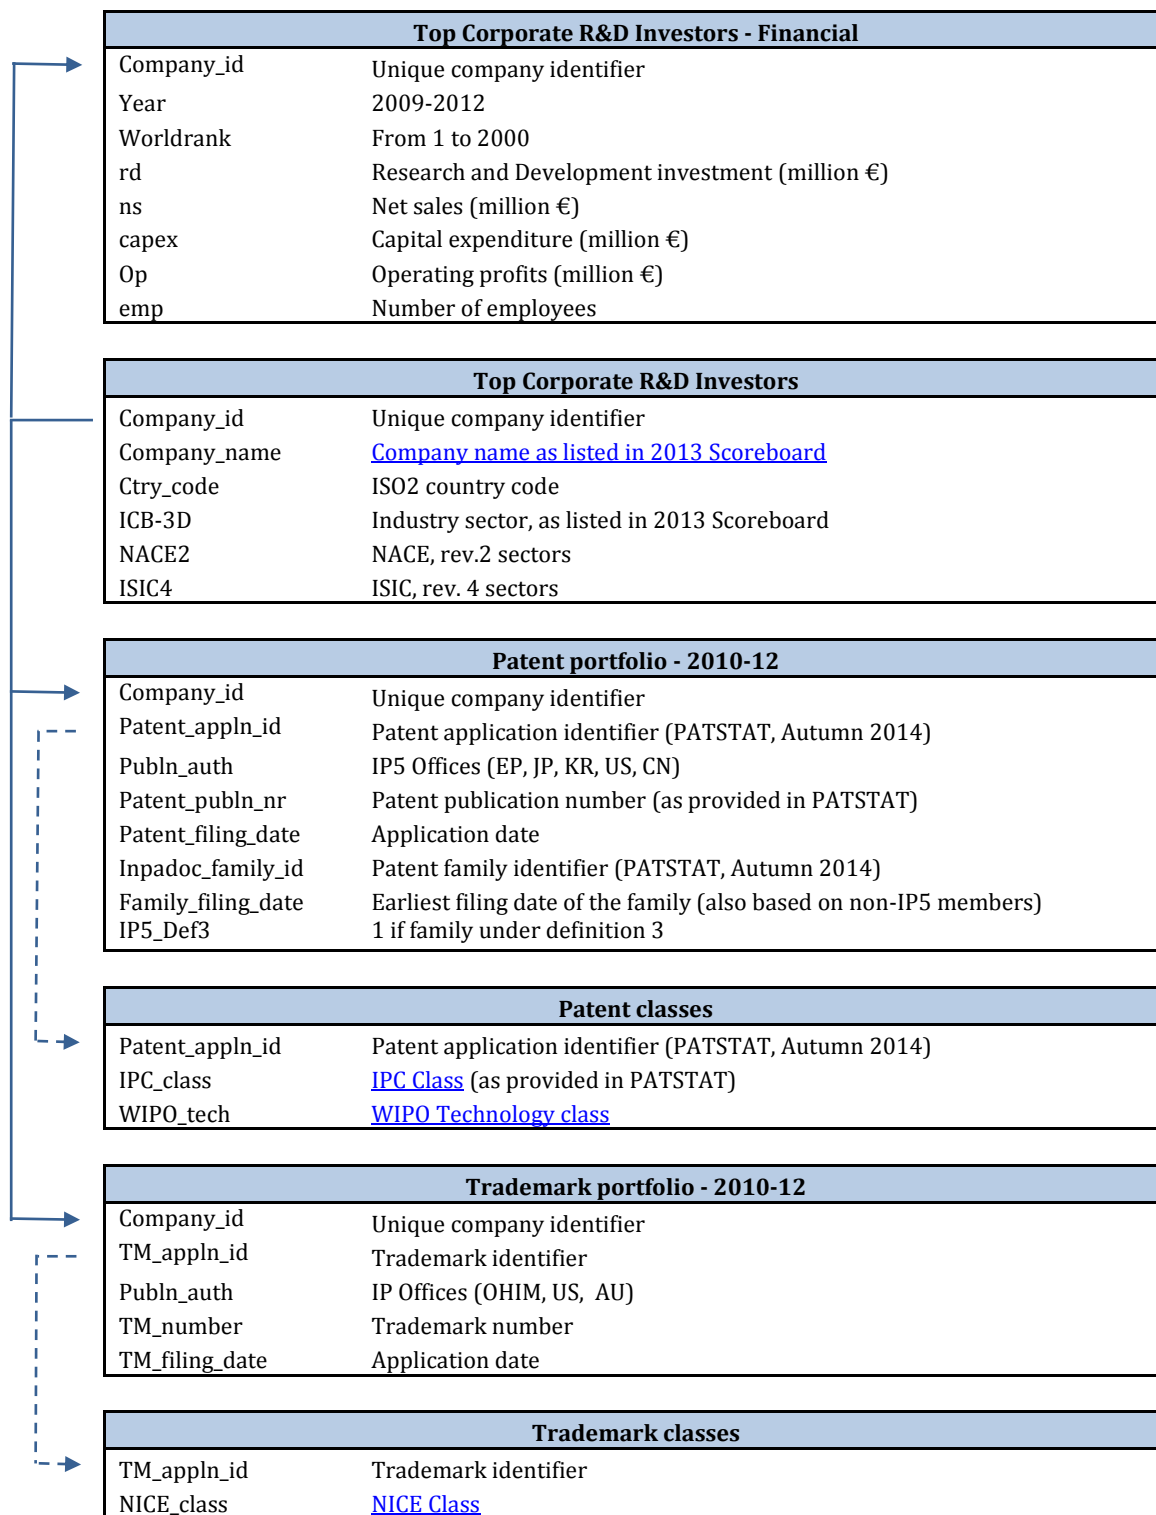 Top Corporate R&D Investors - Financial
Company_id Unique company identifier
Year 2009-2012
Worldrank From 1 to 2000
rd Research and Development investment (million €)
ns Net sales (million €)
capex Capital expenditure (million €)
Op Operating profits (million €)
emp Number of employees
Top Corporate R&D Investors
Company_id Unique company identifier
Company_name Company name as listed in 2013 Scoreboard
Ctry_code ISO2 country code
ICB-3D Industry sector, as listed in 2013 Scoreboard
NACE2 NACE, rev.2 sectors
ISIC4 ISIC, rev. 4 sectors
Patent portfolio - 2010-12
Company_id Unique company identifier
Patent_appln_id Patent application identifier (PATSTAT, Autumn 2014)
Publn_auth IP5 Offices (EP, JP, KR, US, CN)
Patent_publn_nr Patent publication number (as provided in PATSTAT)
Patent_filing_date Application date
Inpadoc_family_id Patent family identifier (PATSTAT, Autumn 2014)
Family_filing_date Earliest filing date of the family (also based on non-IP5 members)
IP5_Def3 1 if family under definition 3
Patent classes
Patent_appln_id Patent application identifier (PATSTAT, Autumn 2014)
IPC_class IPC Class (as provided in PATSTAT)
WIPO_tech WIPO Technology class
Trademark portfolio - 2010-12
Company_id Unique company identifier
TM_appln_id Trademark identifier
Publn_auth IP Offices (OHIM, US, AU)
TM_number Trademark number
TM_filing_date Application date
Trademark classes
TM_appln_id Trademark identifier
NICE_class NICE Class